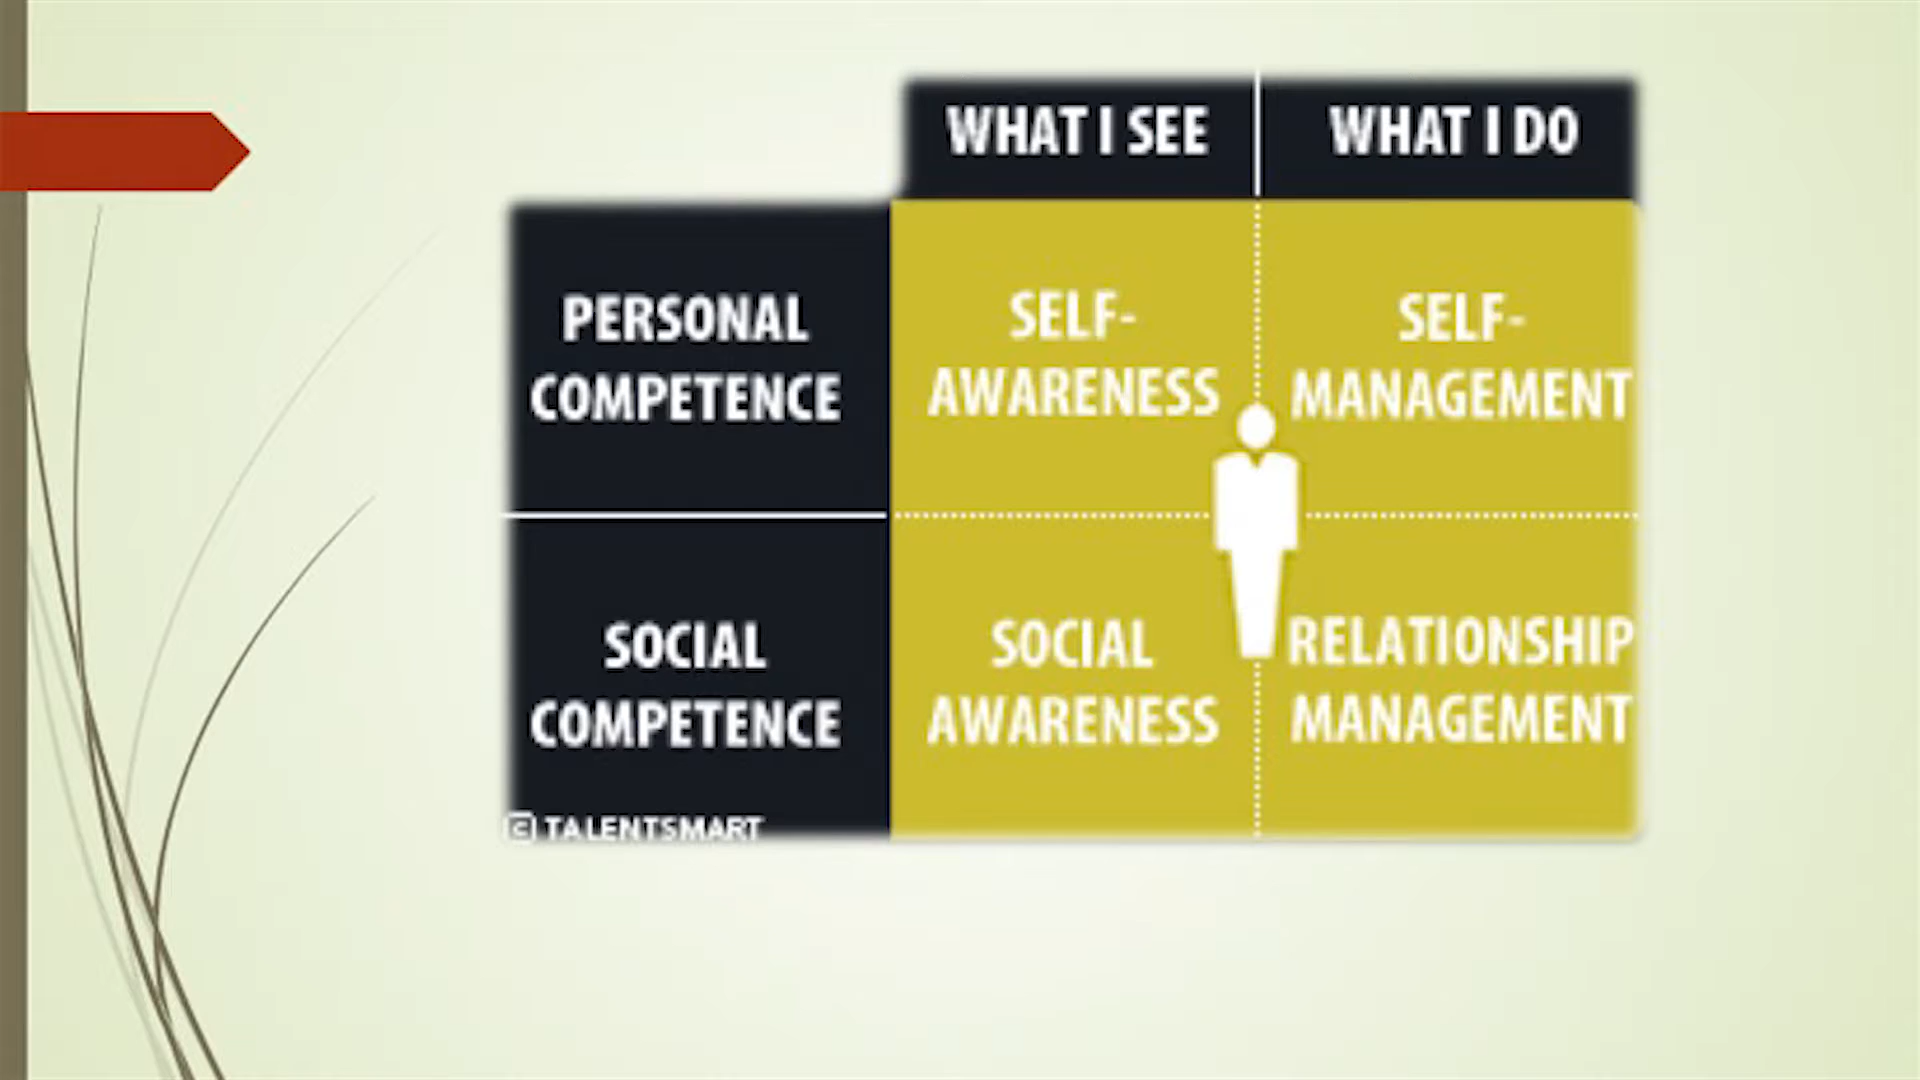 WHAT I SEE
WHAT I DO
PERSONAL
COMPETENCE
SELF-
AWARENESS
SELF-
MANAGEMENT
SOCIAL
COMPETENCE
SOCIAL
AWARENESS
RELATIONSHIP
MANAGEMENT
© TALENTSMART